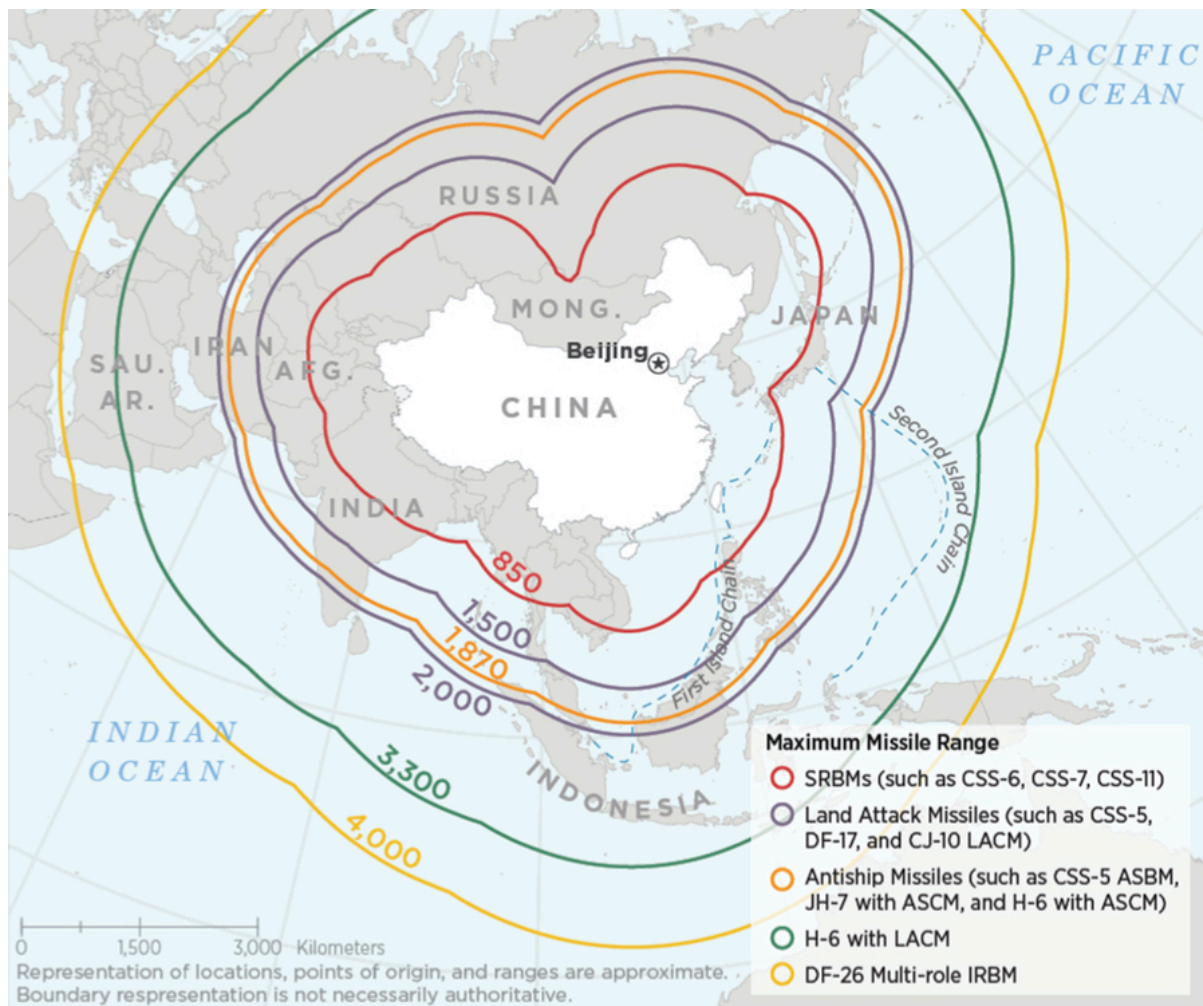 PACIFIC
OCEAN
RUSSIA
MONG.
JAPAN
IRAN
AFG.
SAU.
AR.
Beijing
CHINA
Second Island Chain
INDIA
850
First Island Chain
1,500
1,870
2,000
INDIAN
OCEAN
3,300
INDONESIA
4,000
Maximum Missile Range
SRBMs (such as CSS-6, CSS-7, CSS-11)
Land Attack Missiles (such as CSS-5,
DF-17, and CJ-10 LACM)
Antiship Missiles (such as CSS-5 ASBM,
JH-7 with ASCM, and H-6 with ASCM)
H-6 with LACM
DF-26 Multi-role IRBM
0 1,500 3,000 Kilometers
Representation of locations, points of origin, and ranges are approximate.
Boundary respresentation is not necessarily authoritative.